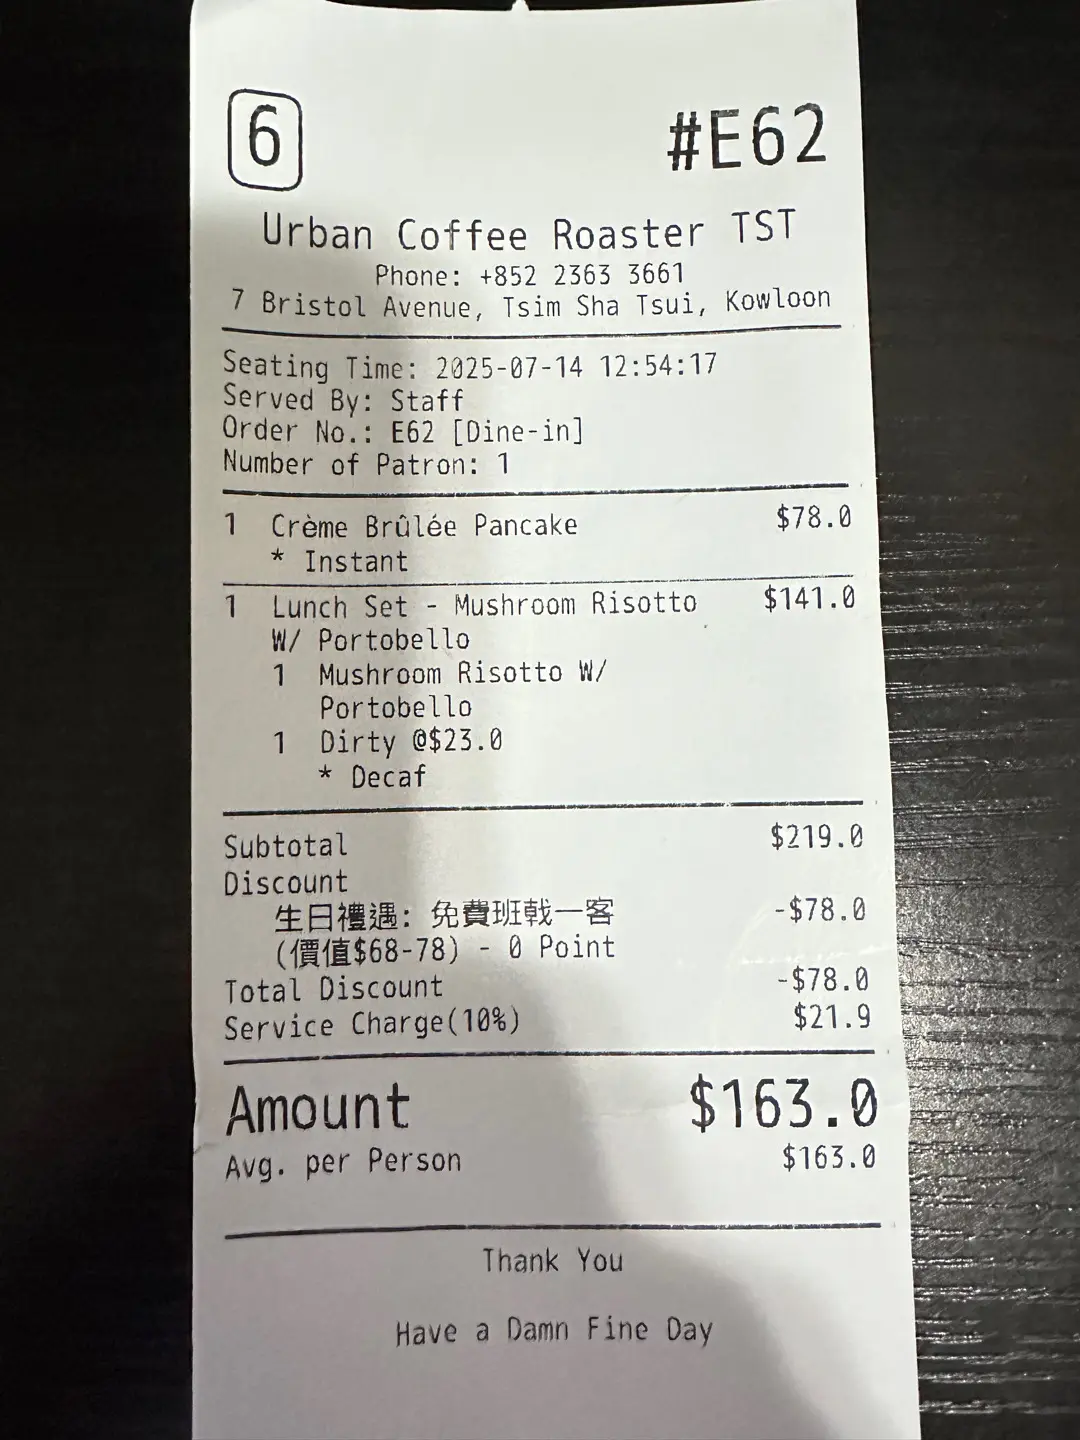 6 #E62
Urban Coffee Roaster TST
Phone: +852 2363 3661
7 Bristol Avenue, Tsim Sha Tsui, Kowloon
Seating Time: 2025-07-14 12:54:17
Served By: Staff
Order No.: E62 [Dine-in]
Number of Patron: 1
1 Crème Brûlée Pancake $78.0
* Instant
1 Lunch Set - Mushroom Risotto $141.0
W/ Portobello
1 Mushroom Risotto W/
Portobello
1 Dirty @$23.0
* Decaf
Subtotal $219.0
Discount
生日禮遇: 免費班戟一客 -$78.0
(價值$68-78) - 0 Point
Total Discount -$78.0
Service Charge(10%) $21.9
Amount $163.0
Avg. per Person $163.0
Thank You
Have a Damn Fine Day